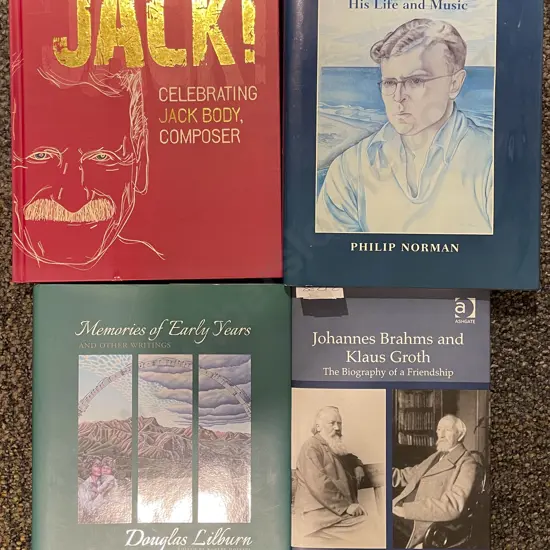 JACK!
CELEBRATING
JACK BODY,
COMPOSER
His Life and Music
PHILIP NORMAN
Memories of Early Years
AND OTHER WRITINGS
Douglas Lilburn
a
ASHGATE
Johannes Brahms and
Klaus Groth
The Biography of a Friendship